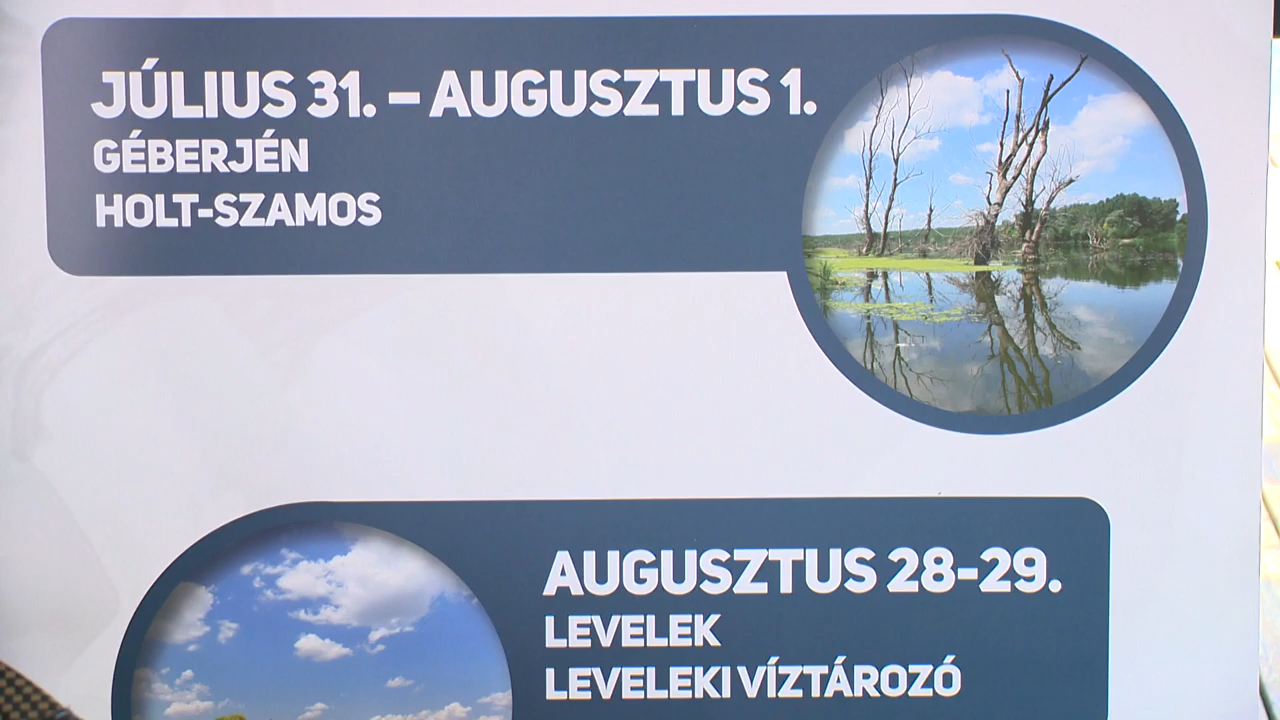 JÚLIUS 31. – AUGUSZTUS 1.
GÉBERJÉN
HOLT-SZAMOS
AUGUSZTUS 28-29.
LEVELEK
LEVELEKI VÍZTÁROZÓ